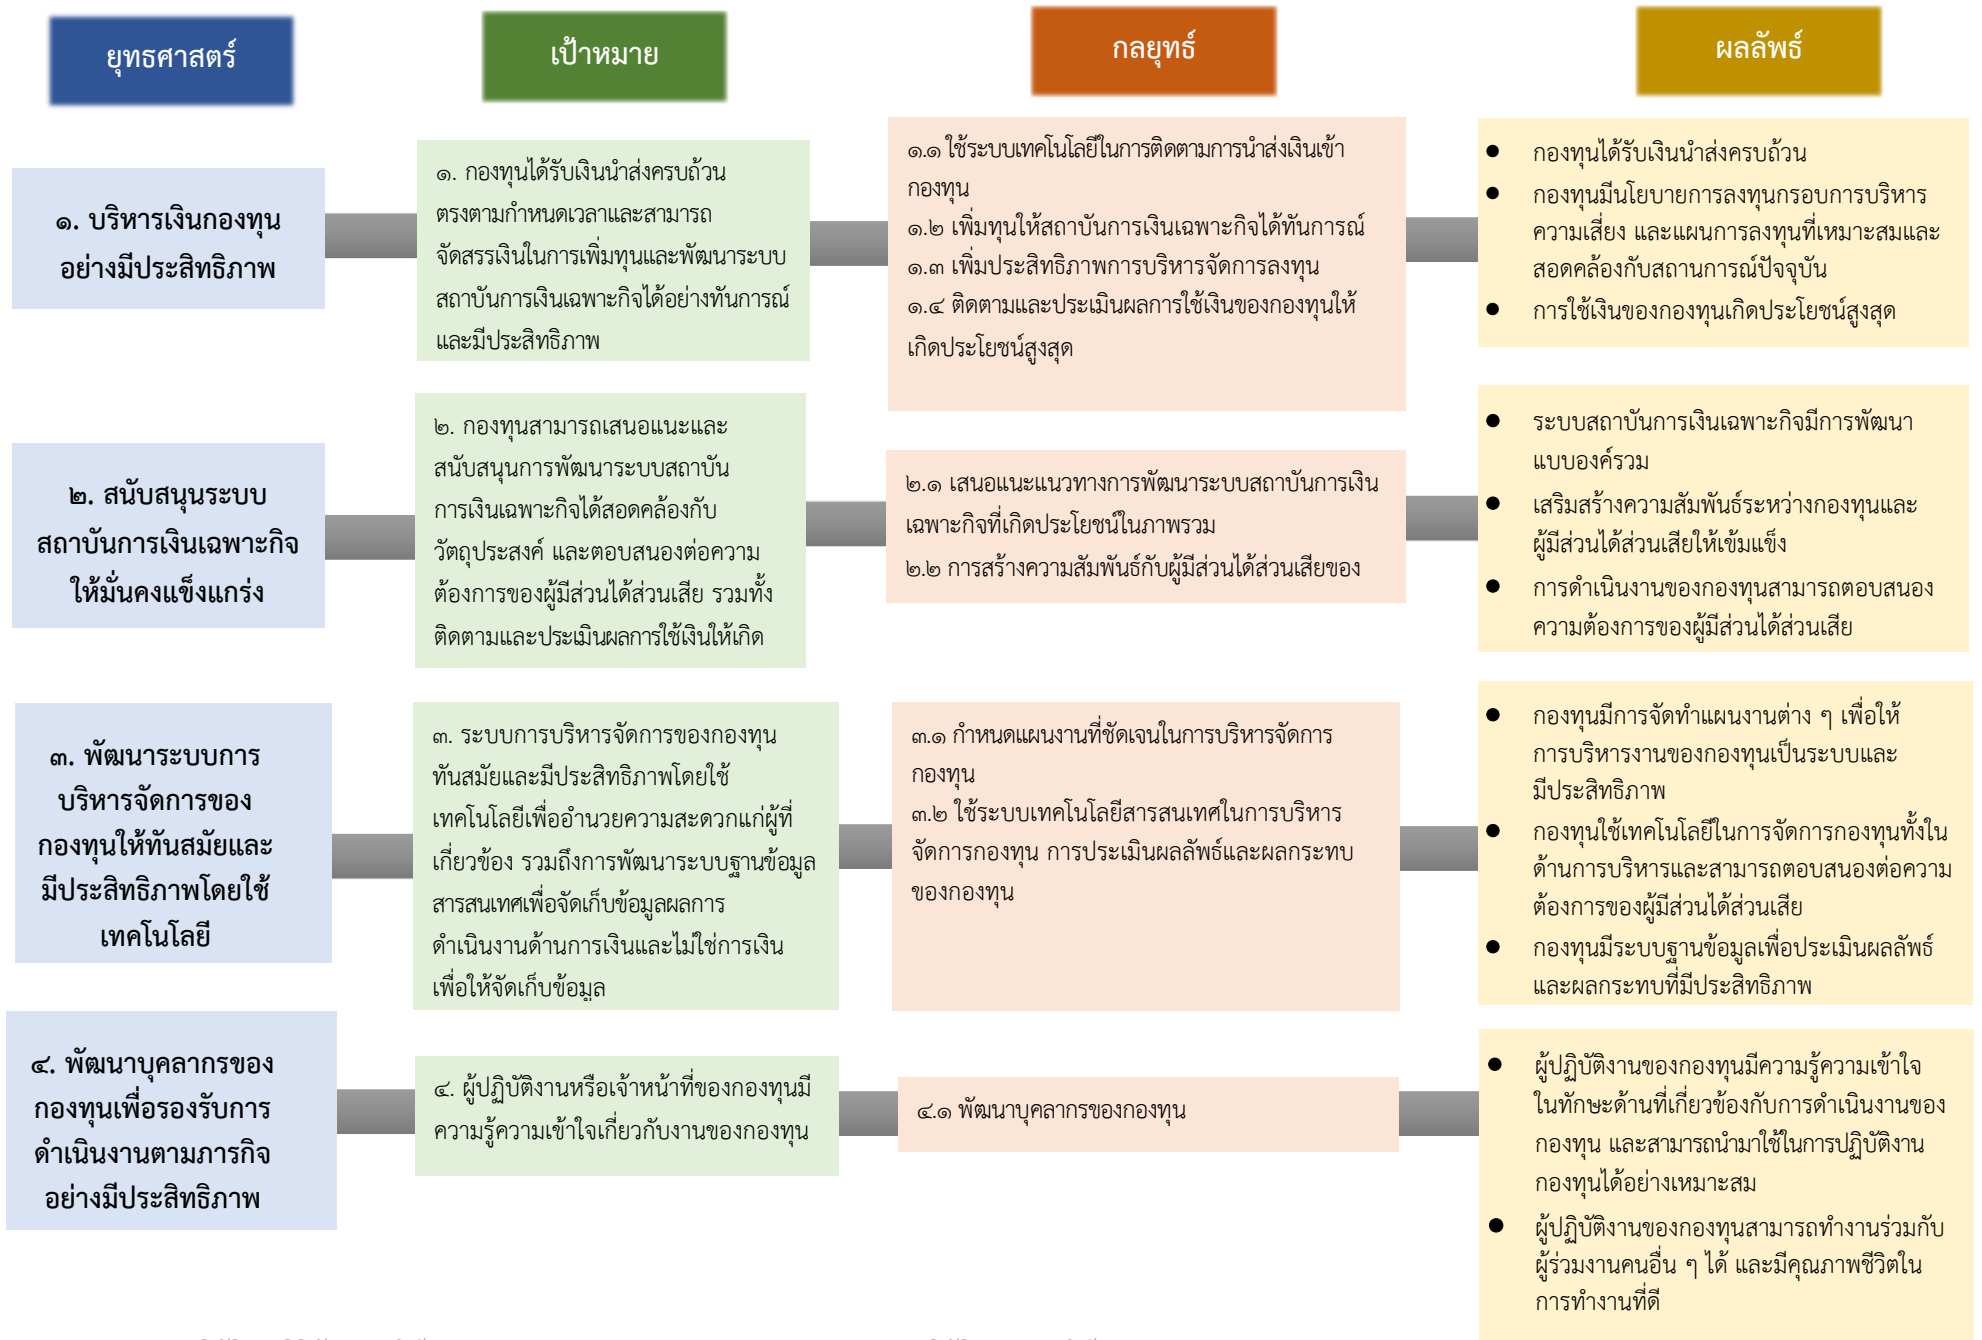 ยุทธศาสตร์
เป้าหมาย
กลยุทธ์
ผลลัพธ์
๑. บริหารเงินกองทุน
อย่างมีประสิทธิภาพ
๑. กองทุนได้รับเงินนำส่งครบถ้วน
ตรงตามกำหนดเวลาและสามารถ
จัดสรรเงินในการเพิ่มทุนและพัฒนาระบบ
สถาบันการเงินเฉพาะกิจได้อย่างทันการณ์
และมีประสิทธิภาพ
๑.๑ ใช้ระบบเทคโนโลยีในการติดตามการนำส่งเงินเข้า
กองทุน
๑.๒ เพิ่มทุนให้สถาบันการเงินเฉพาะกิจได้ทันการณ์
๑.๓ เพิ่มประสิทธิภาพการบริหารจัดการลงทุน
๑.๔ ติดตามและประเมินผลการใช้เงินของกองทุนให้
เกิดประโยชน์สูงสุด
● กองทุนได้รับเงินนำส่งครบถ้วน
● กองทุนมีนโยบายการลงทุนกรอบการบริหาร
ความเสี่ยง และแผนการลงทุนที่เหมาะสมและ
สอดคล้องกับสถานการณ์ปัจจุบัน
● การใช้เงินของกองทุนเกิดประโยชน์สูงสุด
๒. สนับสนุนระบบ
สถาบันการเงินเฉพาะกิจ
ให้มั่นคงแข็งแกร่ง
๒. กองทุนสามารถเสนอแนะและ
สนับสนุนการพัฒนาระบบสถาบัน
การเงินเฉพาะกิจได้สอดคล้องกับ
วัตถุประสงค์ และตอบสนองต่อความ
ต้องการของผู้มีส่วนได้ส่วนเสีย รวมทั้ง
ติดตามและประเมินผลการใช้เงินให้เกิด
๒.๑ เสนอแนะแนวทางการพัฒนาระบบสถาบันการเงิน
เฉพาะกิจที่เกิดประโยชน์ในภาพรวม
๒.๒ การสร้างความสัมพันธ์กับผู้มีส่วนได้ส่วนเสียของ
● ระบบสถาบันการเงินเฉพาะกิจมีการพัฒนา
แบบองค์รวม
● เสริมสร้างความสัมพันธ์ระหว่างกองทุนและ
ผู้มีส่วนได้ส่วนเสียให้เข้มแข็ง
● การดำเนินงานของกองทุนสามารถตอบสนอง
ความต้องการของผู้มีส่วนได้ส่วนเสีย
๓. พัฒนาระบบการ
บริหารจัดการของ
กองทุนให้ทันสมัยและ
มีประสิทธิภาพโดยใช้
เทคโนโลยี
๓. ระบบการบริหารจัดการของกองทุน
ทันสมัยและมีประสิทธิภาพโดยใช้
เทคโนโลยีเพื่ออำนวยความสะดวกแก่ผู้ที่
เกี่ยวข้อง รวมถึงการพัฒนาระบบฐานข้อมูล
สารสนเทศเพื่อจัดเก็บข้อมูลผลการ
ดำเนินงานด้านการเงินและไม่ใช่การเงิน
เพื่อให้จัดเก็บข้อมูล
๓.๑ กำหนดแผนงานที่ชัดเจนในการบริหารจัดการ
กองทุน
๓.๒ ใช้ระบบเทคโนโลยีสารสนเทศในการบริหาร
จัดการกองทุน การประเมินผลลัพธ์และผลกระทบ
ของกองทุน
● กองทุนมีการจัดทำแผนงานต่าง ๆ เพื่อให้
การบริหารงานของกองทุนเป็นระบบและ
มีประสิทธิภาพ
● กองทุนใช้เทคโนโลยีในการจัดการกองทุนทั้งใน
ด้านการบริหารและสามารถตอบสนองต่อความ
ต้องการของผู้มีส่วนได้ส่วนเสีย
● กองทุนมีระบบฐานข้อมูลเพื่อประเมินผลลัพธ์
และผลกระทบที่มีประสิทธิภาพ
๔. พัฒนาบุคลากรของ
กองทุนเพื่อรองรับการ
ดำเนินงานตามภารกิจ
อย่างมีประสิทธิภาพ
๔. ผู้ปฏิบัติงานหรือเจ้าหน้าที่ของกองทุนมี
ความรู้ความเข้าใจเกี่ยวกับงานของกองทุน
๔.๑ พัฒนาบุคลากรของกองทุน
● ผู้ปฏิบัติงานของกองทุนมีความรู้ความเข้าใจ
ในทักษะด้านที่เกี่ยวข้องกับการดำเนินงานของ
กองทุน และสามารถนำมาใช้ในการปฏิบัติงาน
กองทุนได้อย่างเหมาะสม
● ผู้ปฏิบัติงานของกองทุนสามารถทำงานร่วมกับ
ผู้ร่วมงานคนอื่น ๆ ได้ และมีคุณภาพชีวิตใน
การทำงานที่ดี